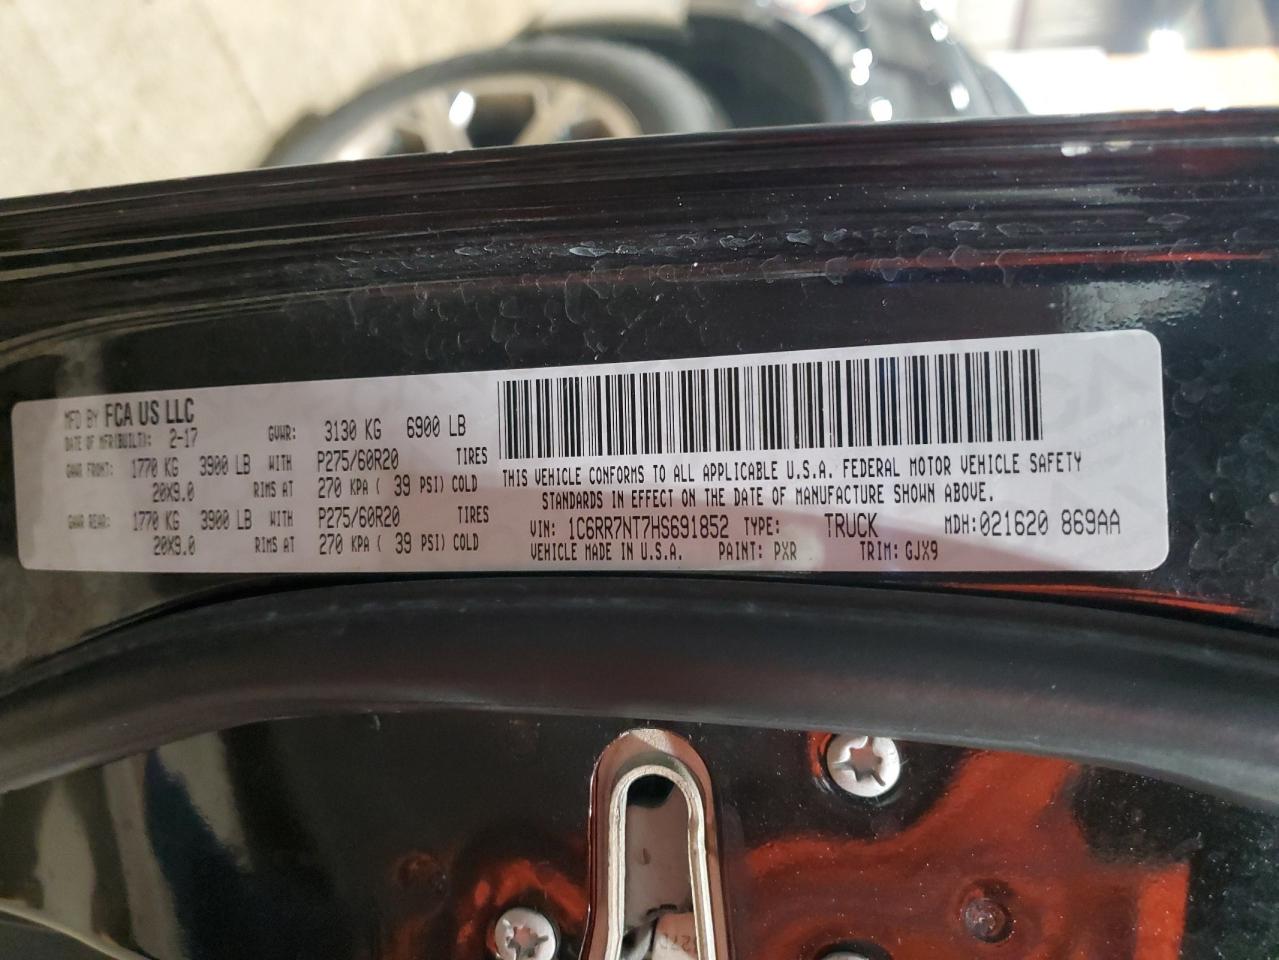 MFD BY FCA US LLC
DATE OF MFR(BUILT): 2-17 GVWR: 3130 KG 6900 LB
GAWR FRONT: 1770 KG 3900 LB WITH P275/60R20 TIRES
20X9.0 RIMS AT 270 KPA ( 39 PSI) COLD
GAWR REAR: 1770 KG 3900 LB WITH P275/60R20 TIRES
20X9.0 RIMS AT 270 KPA ( 39 PSI) COLD
THIS VEHICLE CONFORMS TO ALL APPLICABLE U.S.A. FEDERAL MOTOR VEHICLE SAFETY
STANDARDS IN EFFECT ON THE DATE OF MANUFACTURE SHOWN ABOVE.
VIN: 1C6RR7NT7HS691852 TYPE: TRUCK MDH:021620 869AA
VEHICLE MADE IN U.S.A. PAINT: PXR TRIM: GJX9